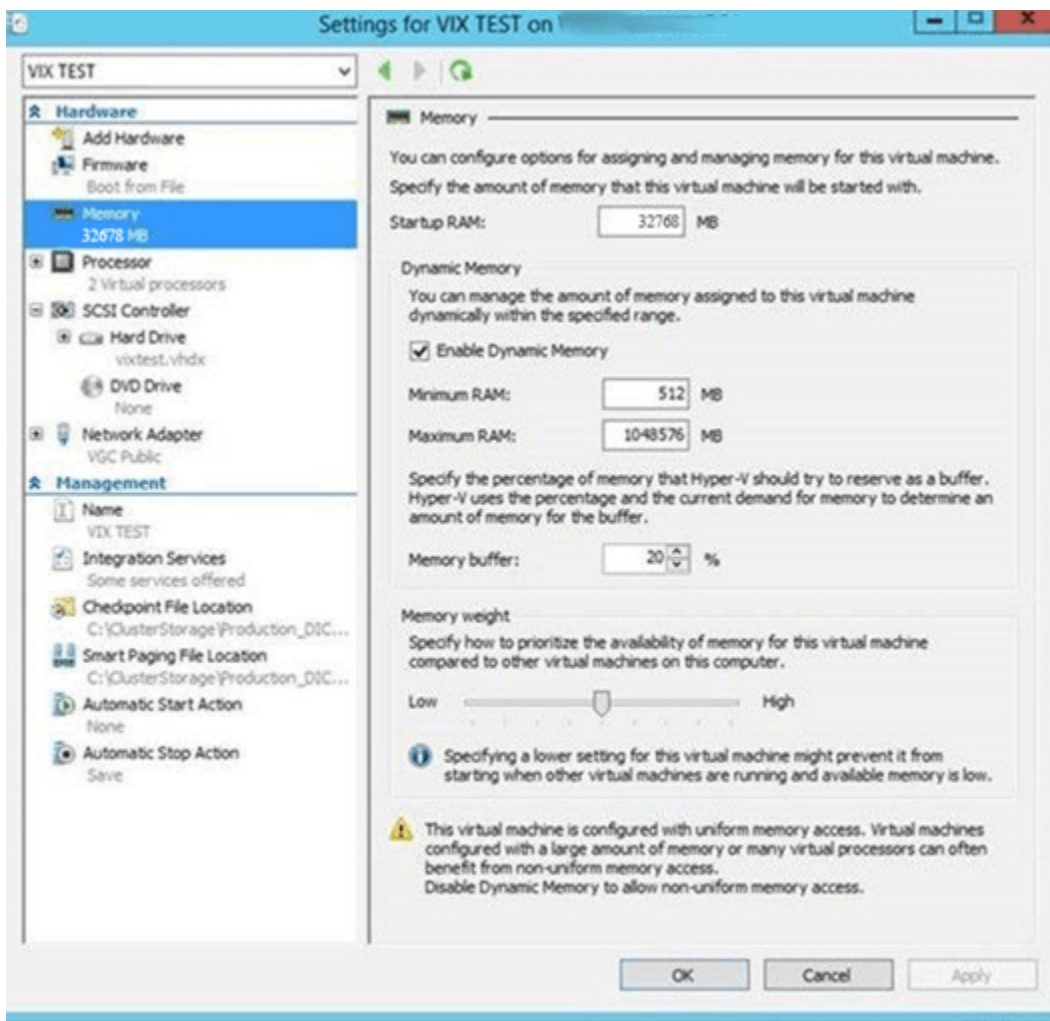 Settings for VIX TEST on
VIX TEST
Hardware
Add Hardware
Firmware
Boot from File
Memory
32678 MB
Processor
2 Virtual processors
SCSI Controller
Hard Drive
vixtest.vhdx
DVD Drive
None
Network Adapter
VGC Public
Management
Name
VIX TEST
Integration Services
Some services offered
Checkpoint File Location
C:\ClusterStorage\Production_DIC...
Smart Paging File Location
C:\ClusterStorage\Production_DIC...
Automatic Start Action
None
Automatic Stop Action
Save
Memory
You can configure options for assigning and managing memory for this virtual machine.
Specify the amount of memory that this virtual machine will be started with.
Startup RAM: 32768 MB
Dynamic Memory
You can manage the amount of memory assigned to this virtual machine
dynamically within the specified range.
Enable Dynamic Memory
Minimum RAM: 512 MB
Maximum RAM: 1048576 MB
Specify the percentage of memory that Hyper-V should try to reserve as a buffer.
Hyper-V uses the percentage and the current demand for memory to determine an
amount of memory for the buffer.
Memory buffer: 20 %
Memory weight
Specify how to prioritize the availability of memory for this virtual machine
compared to other virtual machines on this computer.
Low High
Specifying a lower setting for this virtual machine might prevent it from
starting when other virtual machines are running and available memory is low.
This virtual machine is configured with uniform memory access. Virtual machines
configured with a large amount of memory or many virtual processors can often
benefit from non-uniform memory access.
Disable Dynamic Memory to allow non-uniform memory access.
OK Cancel Apply